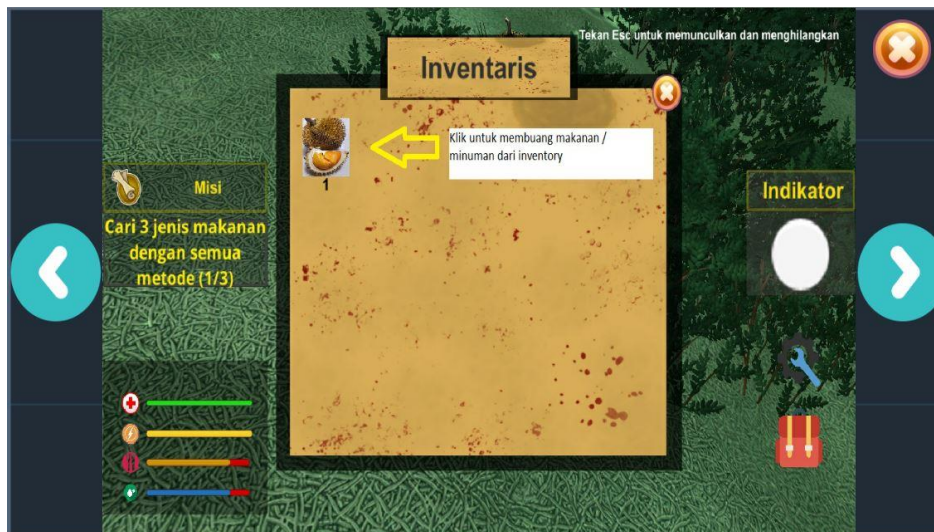 Tekan Esc untuk memunculkan dan menghilangkan
Inventaris
Klik untuk membuang makanan /
minuman dari inventory
1
Misi
Cari 3 jenis makanan
dengan semua
metode (1/3)
Indikator